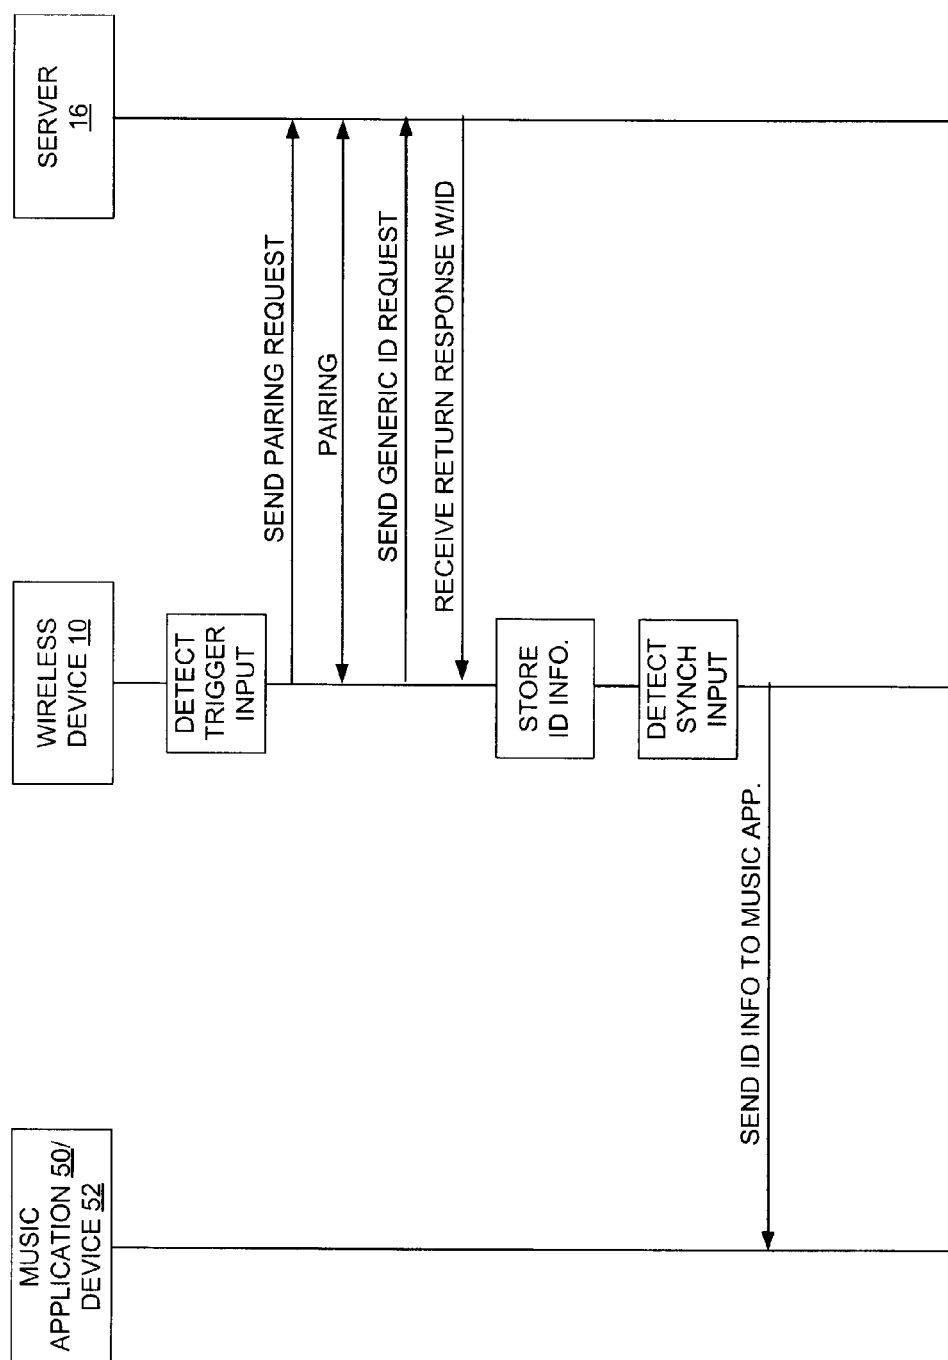 MUSIC
APPLICATION 50/
DEVICE 52
WIRELESS
DEVICE 10
SERVER
16
DETECT
TRIGGER
INPUT
SEND PAIRING REQUEST
PAIRING
SEND GENERIC ID REQUEST
RECEIVE RETURN RESPONSE W/ID
STORE
ID INFO.
DETECT
SYNCH
INPUT
SEND ID INFO TO MUSIC APP.